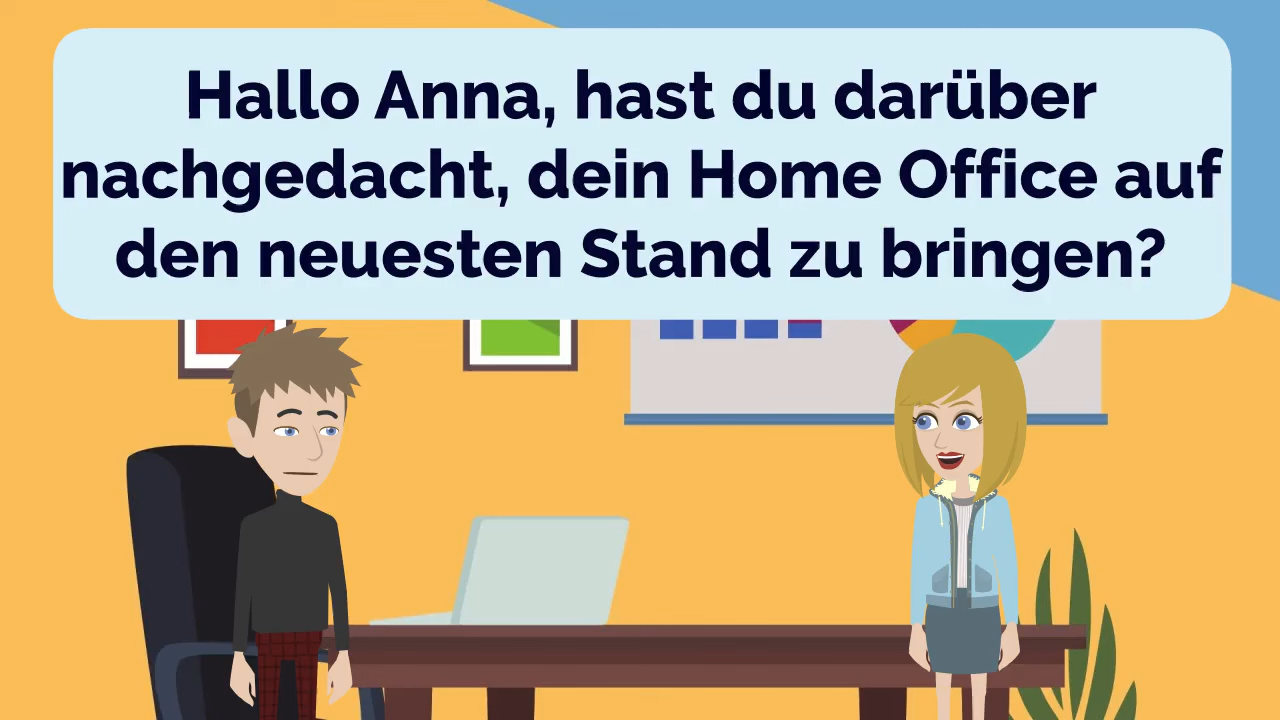 Hallo Anna, hast du darüber
nachgedacht, dein Home Office auf
den neuesten Stand zu bringen?